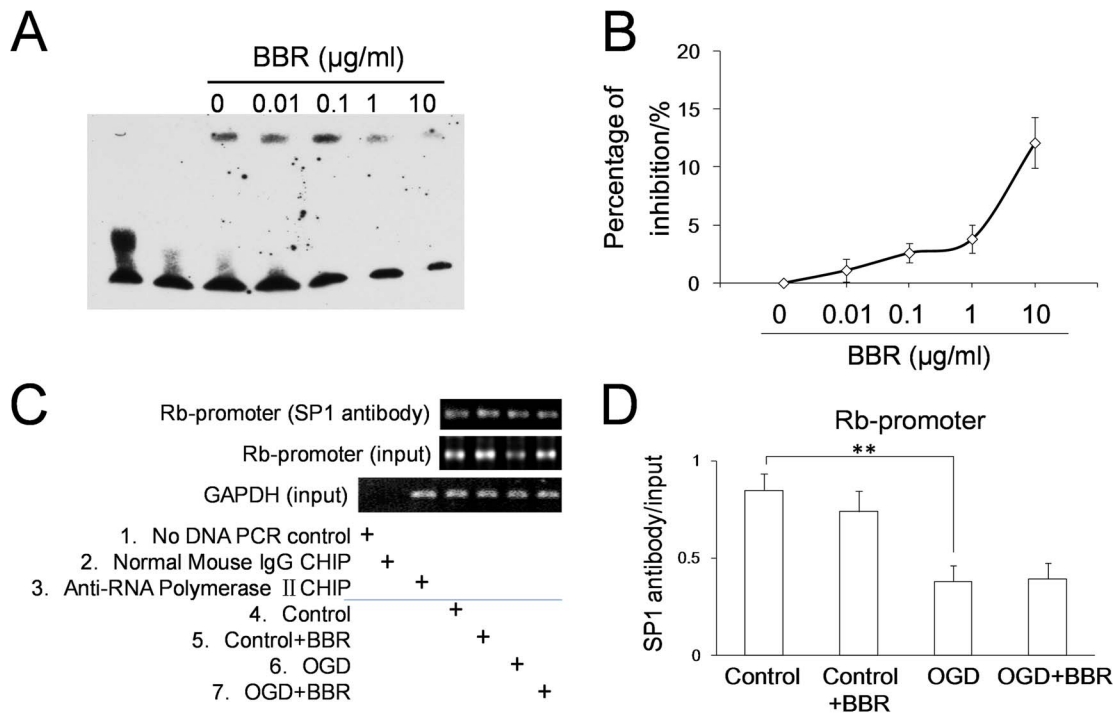 A
BBR (μg/ml)
0 0.01 0.1 1 10
B
Percentage of
inhibition/%
20
15
10
5
0
0 0.01 0.1 1 10
BBR (μg/ml)
C
Rb-promoter (SP1 antibody)
Rb-promoter (input)
GAPDH (input)
1. No DNA PCR control +
2. Normal Mouse IgG CHIP +
3. Anti-RNA Polymerase II CHIP +
4. Control +
5. Control+BBR +
6. OGD +
7. OGD+BBR +
D
Rb-promoter
**
SP1 antibody/input
1
0.5
0
Control Control OGD OGD+BBR
+BBR